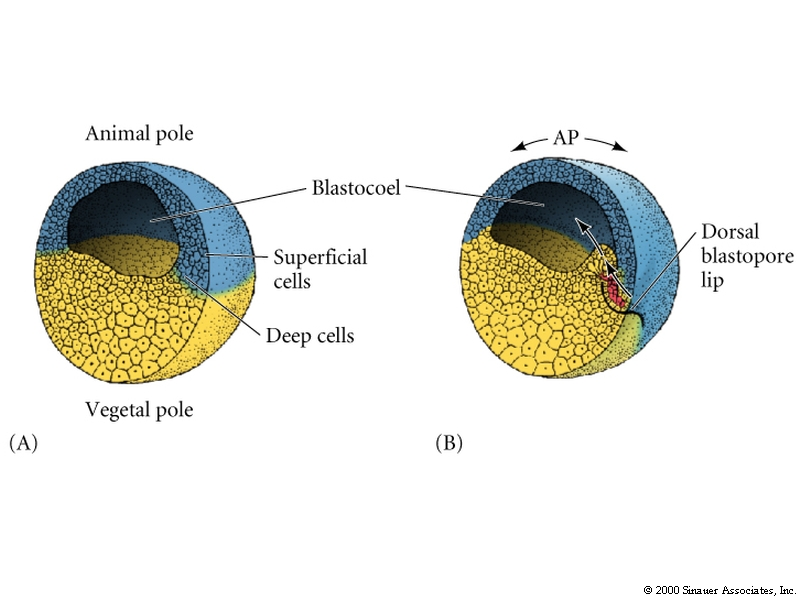 Animal pole
AP
Blastocoel
Superficial
cells
Deep cells
Dorsal
blastopore
lip
Vegetal pole
(A)
(B)
© 2000 Sinauer Associates, Inc.